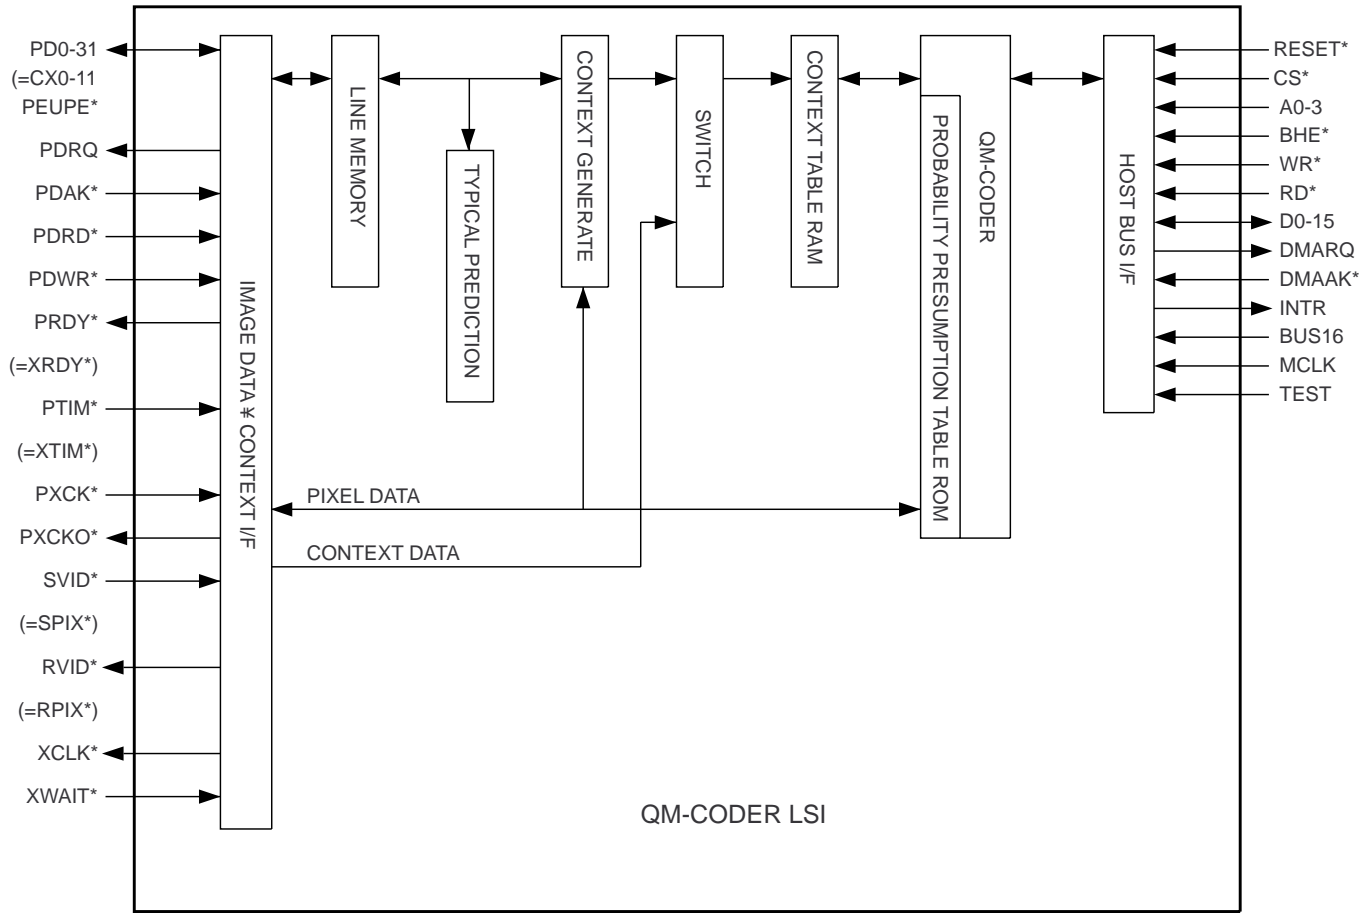 PD0-31
(=CX0-11
PEUPE*
PDRQ
PDAK*
PDRD*
PDWR*
PRDY*
(=XRDY*)
PTIM*
(=XTIM*)
PXCK*
PXCKO*
SVID*
(=SPIX*)
RVID*
(=RPIX*)
XCLK*
XWAIT*
IMAGE DATA ¥ CONTEXT I/F
LINE MEMORY
TYPICAL PREDICTION
CONTEXT GENERATE
SWITCH
CONTEXT TABLE RAM
PROBABILITY PRESUMPTION TABLE ROM
QM-CODER
HOST BUS I/F
PIXEL DATA
CONTEXT DATA
QM-CODER LSI
RESET*
CS*
A0-3
BHE*
WR*
RD*
D0-15
DMARQ
DMAAK*
INTR
BUS16
MCLK
TEST